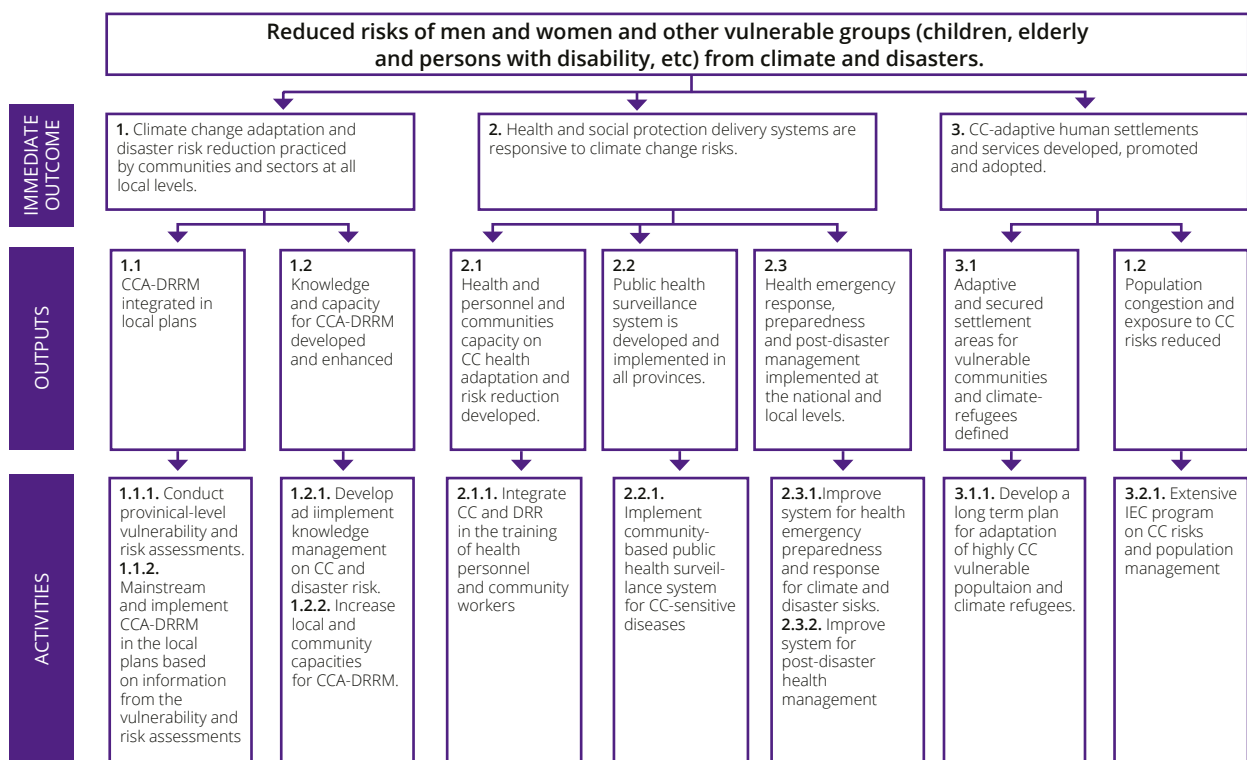 Reduced risks of men and women and other vulnerable groups (children, elderly
and persons with disability, etc) from climate and disasters.
IMMEDIATE
OUTCOME
1. Climate change adaptation and
disaster risk reduction practiced
by communities and sectors at all
local levels.
2. Health and social protection delivery systems are
responsive to climate change risks.
3. CC-adaptive human settlements
and services developed, promoted
and adopted.
OUTPUTS
1.1
CCA-DRRM
integrated in
local plans
1.2
Knowledge
and capacity
for CCA-DRRM
developed
and enhanced
2.1
Health and
personnel and
communities
capacity on
CC health
adaptation and
risk reduction
developed.
2.2
Public health
surveillance
system is
developed and
implemented in
all provinces.
2.3
Health emergency
response,
preparedness
and post-disaster
management
implemented at
the national and
local levels.
3.1
Adaptive
and secured
settlement
areas for
vulnerable
communities
and climate-
refugees
defined
1.2
Population
congestion and
exposure to CC
risks reduced
ACTIVITIES
1.1.1. Conduct
provinical-level
vulnerability and
risk assessments.
1.1.2.
Mainstream
and implement
CCA-DRRM
in the local
plans based
on information
from the
vulnerability and
risk assessments
1.2.1. Develop
ad iimplement
knowledge
management
on CC and
disaster risk.
1.2.2. Increase
local and
community
capacities
for CCA-DRRM.
2.1.1. Integrate
CC and DRR
in the training
of health
personnel
and community
workers
2.2.1.
Implement
community-
based public
health surveil-
lance system
for CC-sensitive
diseases
2.3.1.Improve
system for health
emergency
preparedness
and response
for climate and
disaster sisks.
2.3.2. Improve
system for
post-disaster
health
management
3.1.1. Develop a
long term plan
for adaptation
of highly CC
vulnerable
popultaion and
climate refugees.
3.2.1. Extensive
IEC program
on CC risks
and population
management